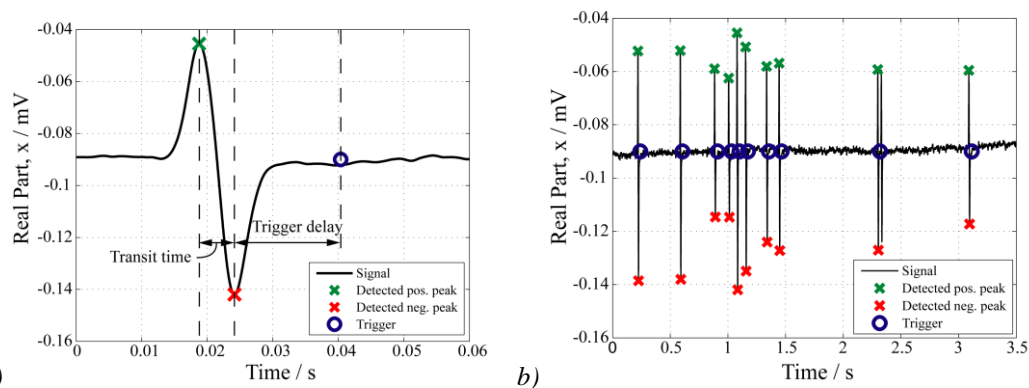 -0.04
-0.06
-0.08
-0.1
-0.12
-0.14
-0.16
Real Part, x / mV
Trigger delay
Transit time
Signal
Detected pos. peak
Detected neg. peak
Trigger
0 0.01 0.02 0.03 0.04 0.05 0.06
Time / s
)
-0.04
-0.06
-0.08
-0.1
-0.12
-0.14
-0.16
Real Part, x / mV
Signal
Detected pos. peak
Detected neg. peak
Trigger
0 0.5 1 1.5 2 2.5 3 3.5
Time / s
b)